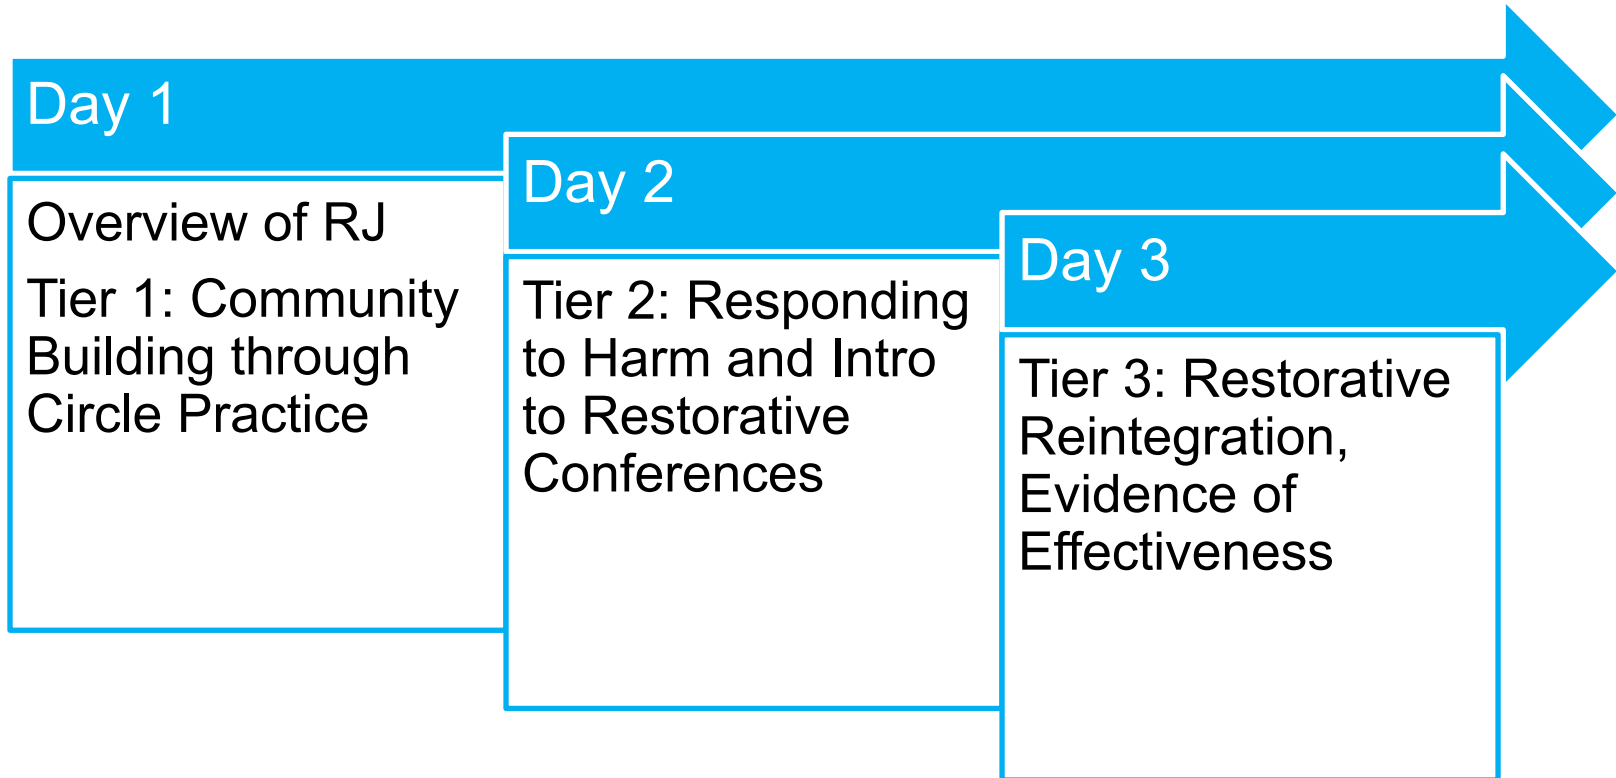 Day 1
Overview of RJ
Tier 1: Community
Building through
Circle Practice
Day 2
Tier 2: Responding
to Harm and Intro
to Restorative
Conferences
Day 3
Tier 3: Restorative
Reintegration,
Evidence of
Effectiveness